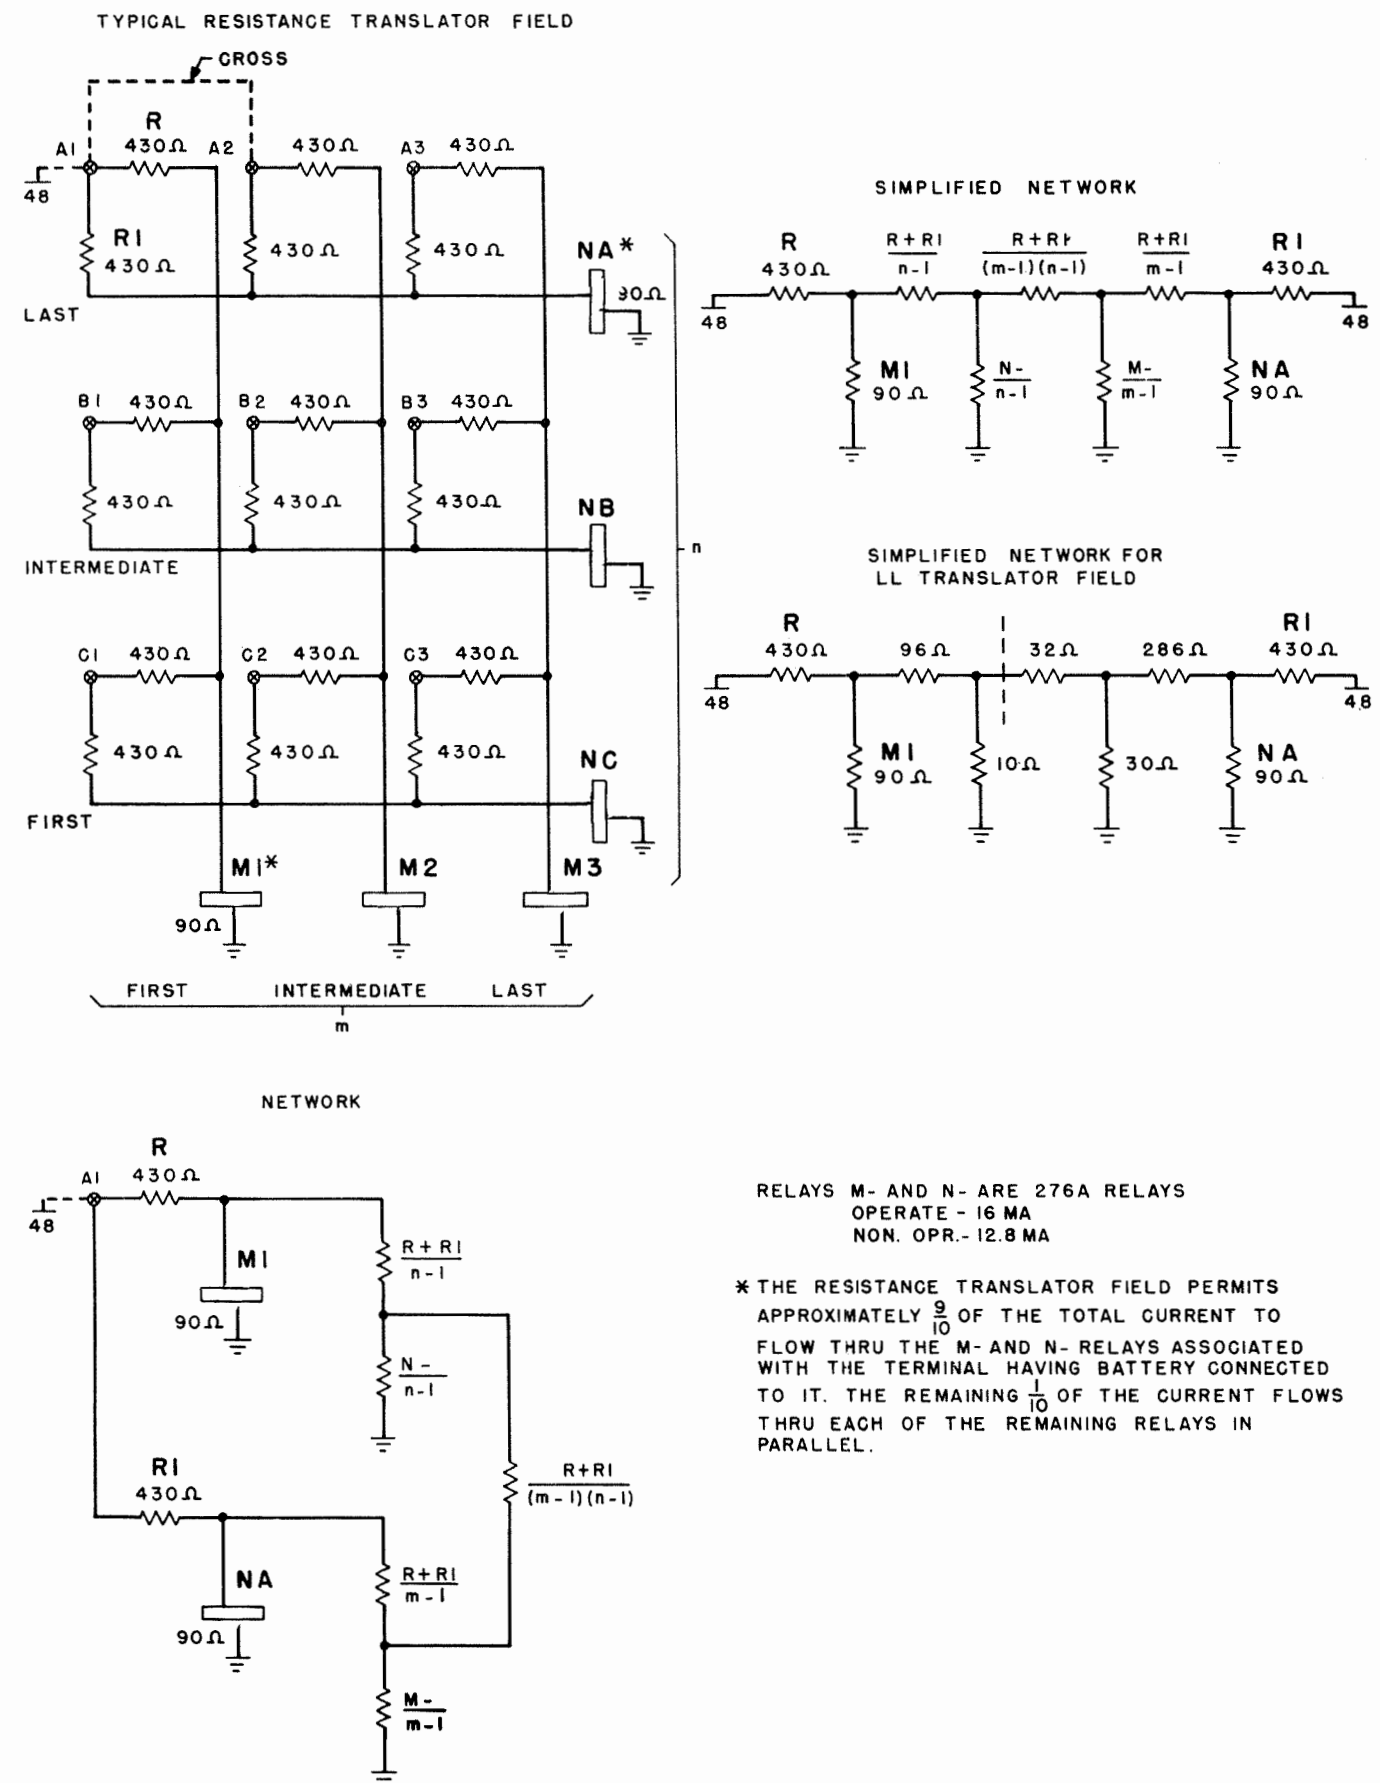 TYPICAL RESISTANCE TRANSLATOR FIELD
CROSS
R
A1 430Ω A2 430Ω A3 430Ω
48
R1
430Ω 430Ω 430Ω
NA*
90Ω
LAST
B1 430Ω B2 430Ω B3 430Ω
430Ω 430Ω 430Ω
NB
n
INTERMEDIATE
C1 430Ω C2 430Ω C3 430Ω
430Ω 430Ω 430Ω
NC
FIRST
M1* M2 M3
90Ω
FIRST INTERMEDIATE LAST
m
SIMPLIFIED NETWORK
R R+R1 R+R1 R+R1 R1
430Ω n-1 (m-1)(n-1) m-1 430Ω
48 48
M1 N- M- NA
90Ω n-1 m-1 90Ω
SIMPLIFIED NETWORK FOR
LL TRANSLATOR FIELD
R R1
430Ω 96Ω 32Ω 286Ω 430Ω
48 48
M1 NA
90Ω 10Ω 30Ω 90Ω
NETWORK
R
A1 430Ω
48
M1
90Ω
R+R1
n-1
N-
n-1
R+R1
(m-1)(n-1)
R1
430Ω
NA
90Ω
R+R1
m-1
M-
m-1
RELAYS M- AND N- ARE 276A RELAYS
OPERATE - 16 MA
NON. OPR.- 12.8 MA
* THE RESISTANCE TRANSLATOR FIELD PERMITS
APPROXIMATELY 9/10 OF THE TOTAL CURRENT TO
FLOW THRU THE M- AND N- RELAYS ASSOCIATED
WITH THE TERMINAL HAVING BATTERY CONNECTED
TO IT. THE REMAINING 1/10 OF THE CURRENT FLOWS
THRU EACH OF THE REMAINING RELAYS IN
PARALLEL.